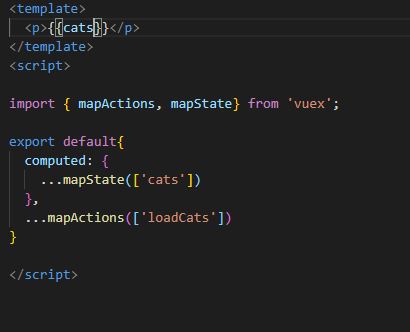 <template>
<p>{{cats}}</p>
</template>
<script>
import { mapActions, mapState} from 'vuex';
export default{
computed: {
...mapState(['cats'])
},
...mapActions(['loadCats'])
}
</script>